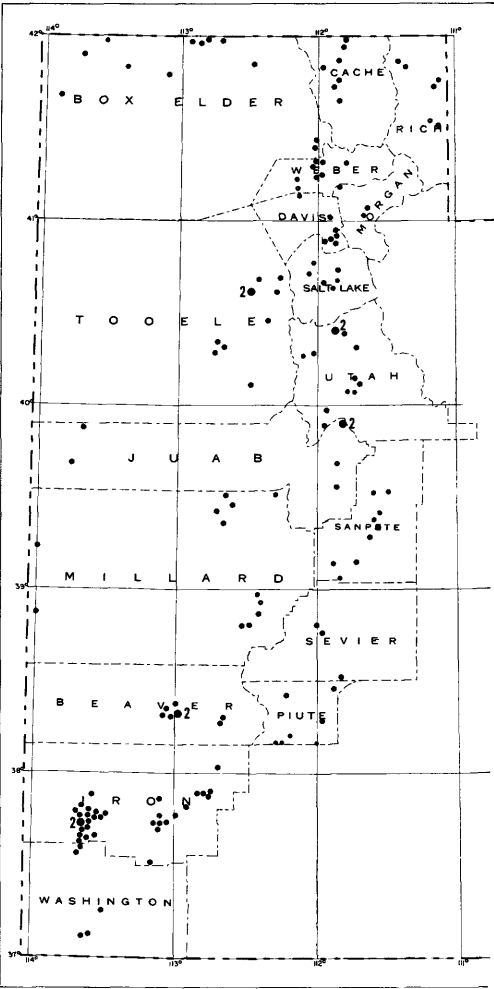 42° 114° 113° 112° 111°
CACHE
BOX ELDER
RICH
WEBER
MORGAN
41° DAVIS
SALT LAKE
2
TOOELE
2
UTAH
40°
2
JUAB
SANPETE
MILLARD
39°
SEVIER
BEAVER
2
PIUTE
38°
IRON
2
WASHINGTON
37°
114° 113° 112° 111°